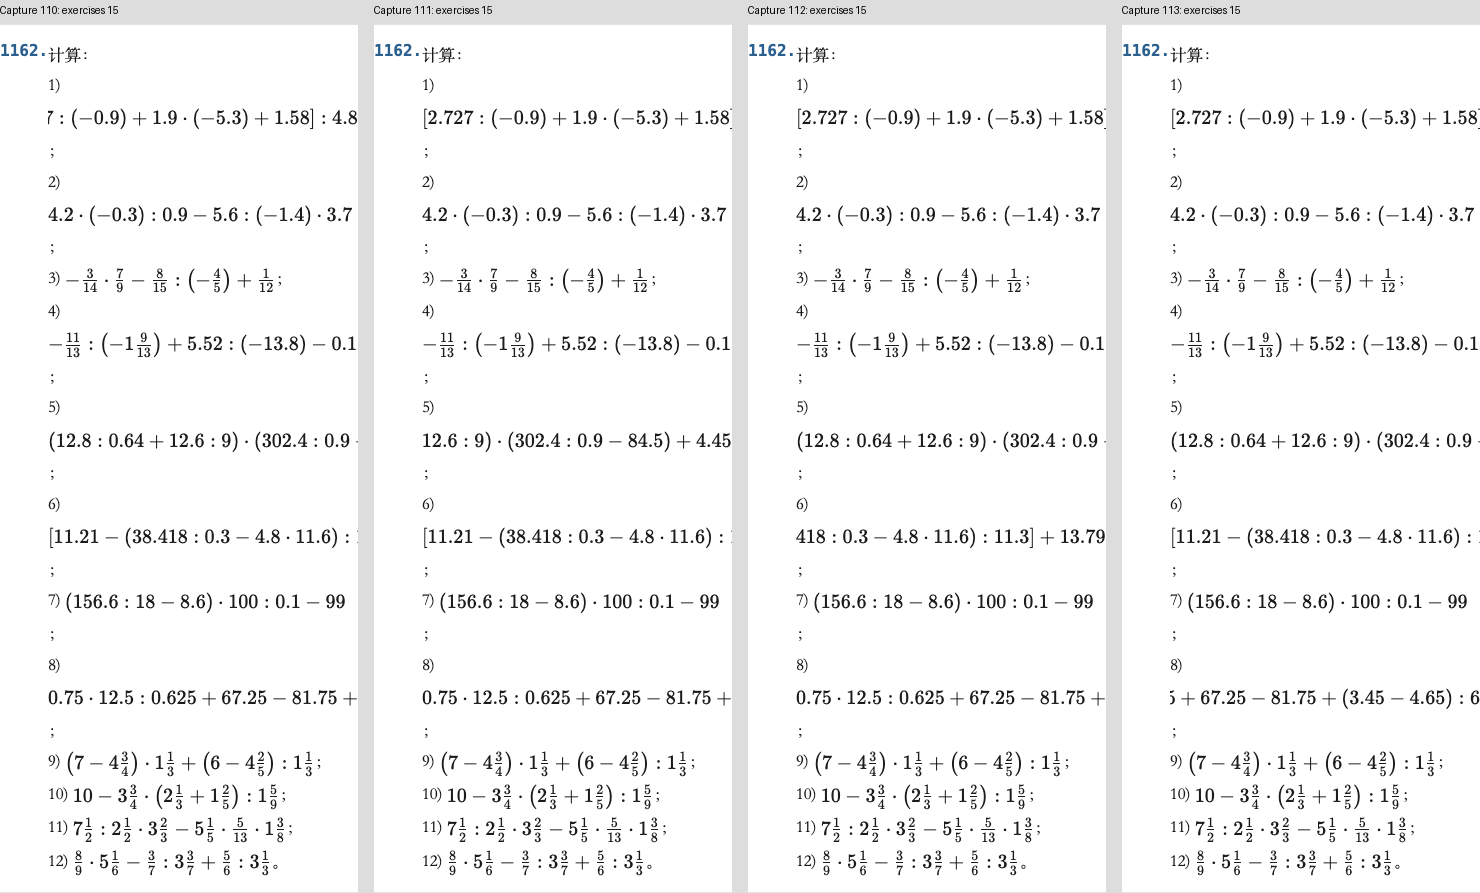 Capture 110: exercises 15
1162. 计算:
1)
7 : (−0.9) + 1.9 · (−5.3) + 1.58] : 4.8
;
2)
4.2 · (−0.3) : 0.9 − 5.6 : (−1.4) · 3.7
;
3) −3/14 · 7/9 − 8/15 : (−4/5) + 1/12 ;
4)
−11/13 : (−1 9/13) + 5.52 : (−13.8) − 0.1
;
5)
(12.8 : 0.64 + 12.6 : 9) · (302.4 : 0.9 -
;
6)
[11.21 − (38.418 : 0.3 − 4.8 · 11.6) :
;
7) (156.6 : 18 − 8.6) · 100 : 0.1 − 99
;
8)
0.75 · 12.5 : 0.625 + 67.25 − 81.75 +
;
9) (7 − 4 3/4) · 1 1/3 + (6 − 4 2/5) : 1 1/3 ;
10) 10 − 3 3/4 · (2 1/3 + 1 2/5) : 1 5/9 ;
11) 7 1/2 : 2 1/2 · 3 2/3 − 5 1/5 · 5/13 · 1 3/8 ;
12) 8/9 · 5 1/6 − 3/7 : 3 3/7 + 5/6 : 3 1/3 。
Capture 111: exercises 15
1162. 计算:
1)
[2.727 : (−0.9) + 1.9 · (−5.3) + 1.58]
;
2)
4.2 · (−0.3) : 0.9 − 5.6 : (−1.4) · 3.7
;
3) −3/14 · 7/9 − 8/15 : (−4/5) + 1/12 ;
4)
−11/13 : (−1 9/13) + 5.52 : (−13.8) − 0.1
;
5)
12.6 : 9) · (302.4 : 0.9 − 84.5) + 4.45
;
6)
[11.21 − (38.418 : 0.3 − 4.8 · 11.6) :
;
7) (156.6 : 18 − 8.6) · 100 : 0.1 − 99
;
8)
0.75 · 12.5 : 0.625 + 67.25 − 81.75 +
;
9) (7 − 4 3/4) · 1 1/3 + (6 − 4 2/5) : 1 1/3 ;
10) 10 − 3 3/4 · (2 1/3 + 1 2/5) : 1 5/9 ;
11) 7 1/2 : 2 1/2 · 3 2/3 − 5 1/5 · 5/13 · 1 3/8 ;
12) 8/9 · 5 1/6 − 3/7 : 3 3/7 + 5/6 : 3 1/3 。
Capture 112: exercises 15
1162. 计算:
1)
[2.727 : (−0.9) + 1.9 · (−5.3) + 1.58]
;
2)
4.2 · (−0.3) : 0.9 − 5.6 : (−1.4) · 3.7
;
3) −3/14 · 7/9 − 8/15 : (−4/5) + 1/12 ;
4)
−11/13 : (−1 9/13) + 5.52 : (−13.8) − 0.1
;
5)
(12.8 : 0.64 + 12.6 : 9) · (302.4 : 0.9 -
;
6)
418 : 0.3 − 4.8 · 11.6) : 11.3] + 13.79
;
7) (156.6 : 18 − 8.6) · 100 : 0.1 − 99
;
8)
0.75 · 12.5 : 0.625 + 67.25 − 81.75 +
;
9) (7 − 4 3/4) · 1 1/3 + (6 − 4 2/5) : 1 1/3 ;
10) 10 − 3 3/4 · (2 1/3 + 1 2/5) : 1 5/9 ;
11) 7 1/2 : 2 1/2 · 3 2/3 − 5 1/5 · 5/13 · 1 3/8 ;
12) 8/9 · 5 1/6 − 3/7 : 3 3/7 + 5/6 : 3 1/3 。
Capture 113: exercises 15
1162. 计算:
1)
[2.727 : (−0.9) + 1.9 · (−5.3) + 1.58]
;
2)
4.2 · (−0.3) : 0.9 − 5.6 : (−1.4) · 3.7
;
3) −3/14 · 7/9 − 8/15 : (−4/5) + 1/12 ;
4)
−11/13 : (−1 9/13) + 5.52 : (−13.8) − 0.1
;
5)
(12.8 : 0.64 + 12.6 : 9) · (302.4 : 0.9 -
;
6)
[11.21 − (38.418 : 0.3 − 4.8 · 11.6) :
;
7) (156.6 : 18 − 8.6) · 100 : 0.1 − 99
;
8)
5 + 67.25 − 81.75 + (3.45 − 4.65) : 6
;
9) (7 − 4 3/4) · 1 1/3 + (6 − 4 2/5) : 1 1/3 ;
10) 10 − 3 3/4 · (2 1/3 + 1 2/5) : 1 5/9 ;
11) 7 1/2 : 2 1/2 · 3 2/3 − 5 1/5 · 5/13 · 1 3/8 ;
12) 8/9 · 5 1/6 − 3/7 : 3 3/7 + 5/6 : 3 1/3 。